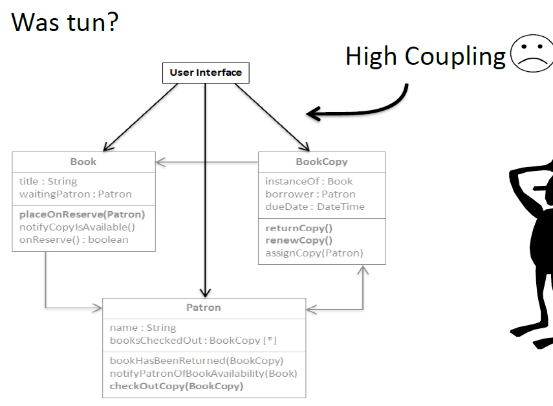 Was tun?
High Coupling
User Interface
Book
title : String
waitingPatron : Patron
placeOnReserve(Patron)
notifyCopyIsAvailable()
onReserve() : boolean
BookCopy
instanceOf : Book
borrower : Patron
dueDate : DateTime
returnCopy()
renewCopy()
assignCopy(Patron)
Patron
name : String
booksCheckedOut : BookCopy [*]
bookHasBeenReturned(BookCopy)
notifyPatronOfBookAvailability(Book)
checkOutCopy(BookCopy)